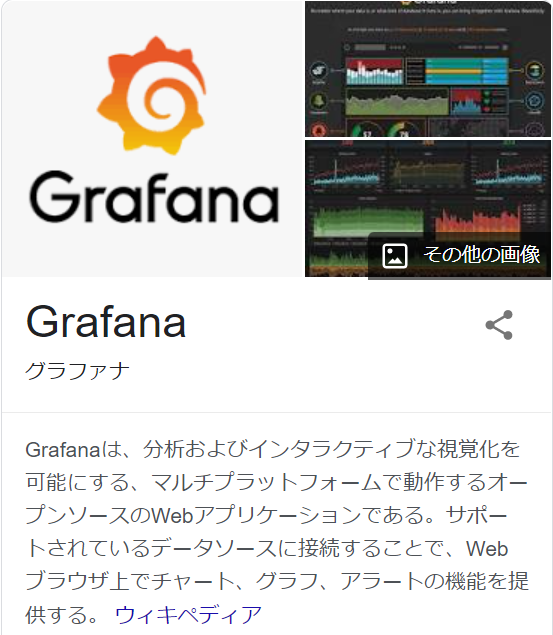 Grafana
Grafana
その他の画像
Grafana
グラファナ
Grafanaは、分析およびインタラクティブな視覚化を
可能にする、マルチプラットフォームで動作するオー
プンソースのWebアプリケーションである。サポー
トされているデータソースに接続することで、Web
ブラウザ上でチャート、グラフ、アラートの機能を提
供する。 ウィキペディア